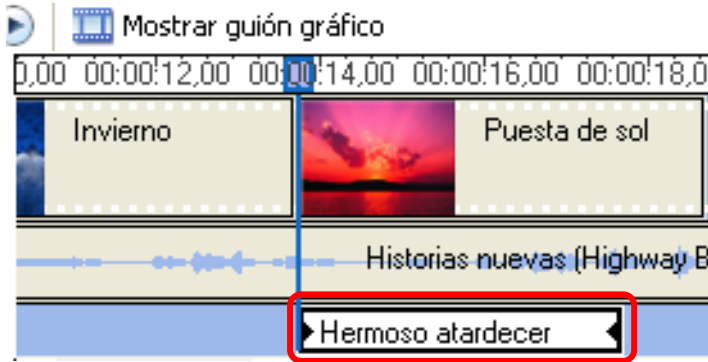 Mostrar guión gráfico
0,00 00:00:12,00 00:00:14,00 00:00:16,00 00:00:18,0
Invierno Puesta de sol
Historias nuevas (Highway B
Hermoso atardecer